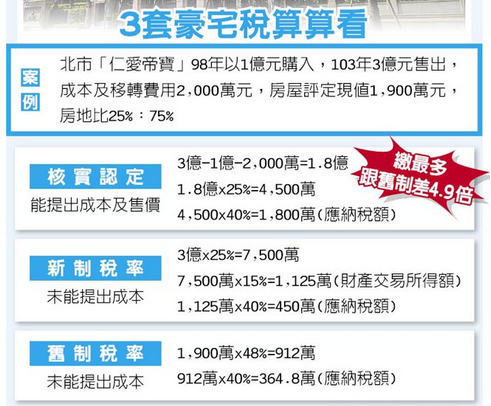 3套豪宅稅算算看
案例
北市「仁愛帝寶」98年以1億元購入，103年3億元售出，
成本及移轉費用2,000萬元，房屋評定現值1,900萬元，
房地比25%：75%
核實認定
能提出成本及售價
3億-1億-2,000萬=1.8億
1.8億x25%=4,500萬
4,500x40%=1,800萬(應納稅額)
繳最多
跟舊制差4.9倍
新制稅率
未能提出成本
3億x25%=7,500萬
7,500萬x15%=1,125萬(財產交易所得額)
1,125萬x40%=450萬(應納稅額)
舊制稅率
未能提出成本
1,900萬x48%=912萬
912萬x40%=364.8萬(應納稅額)